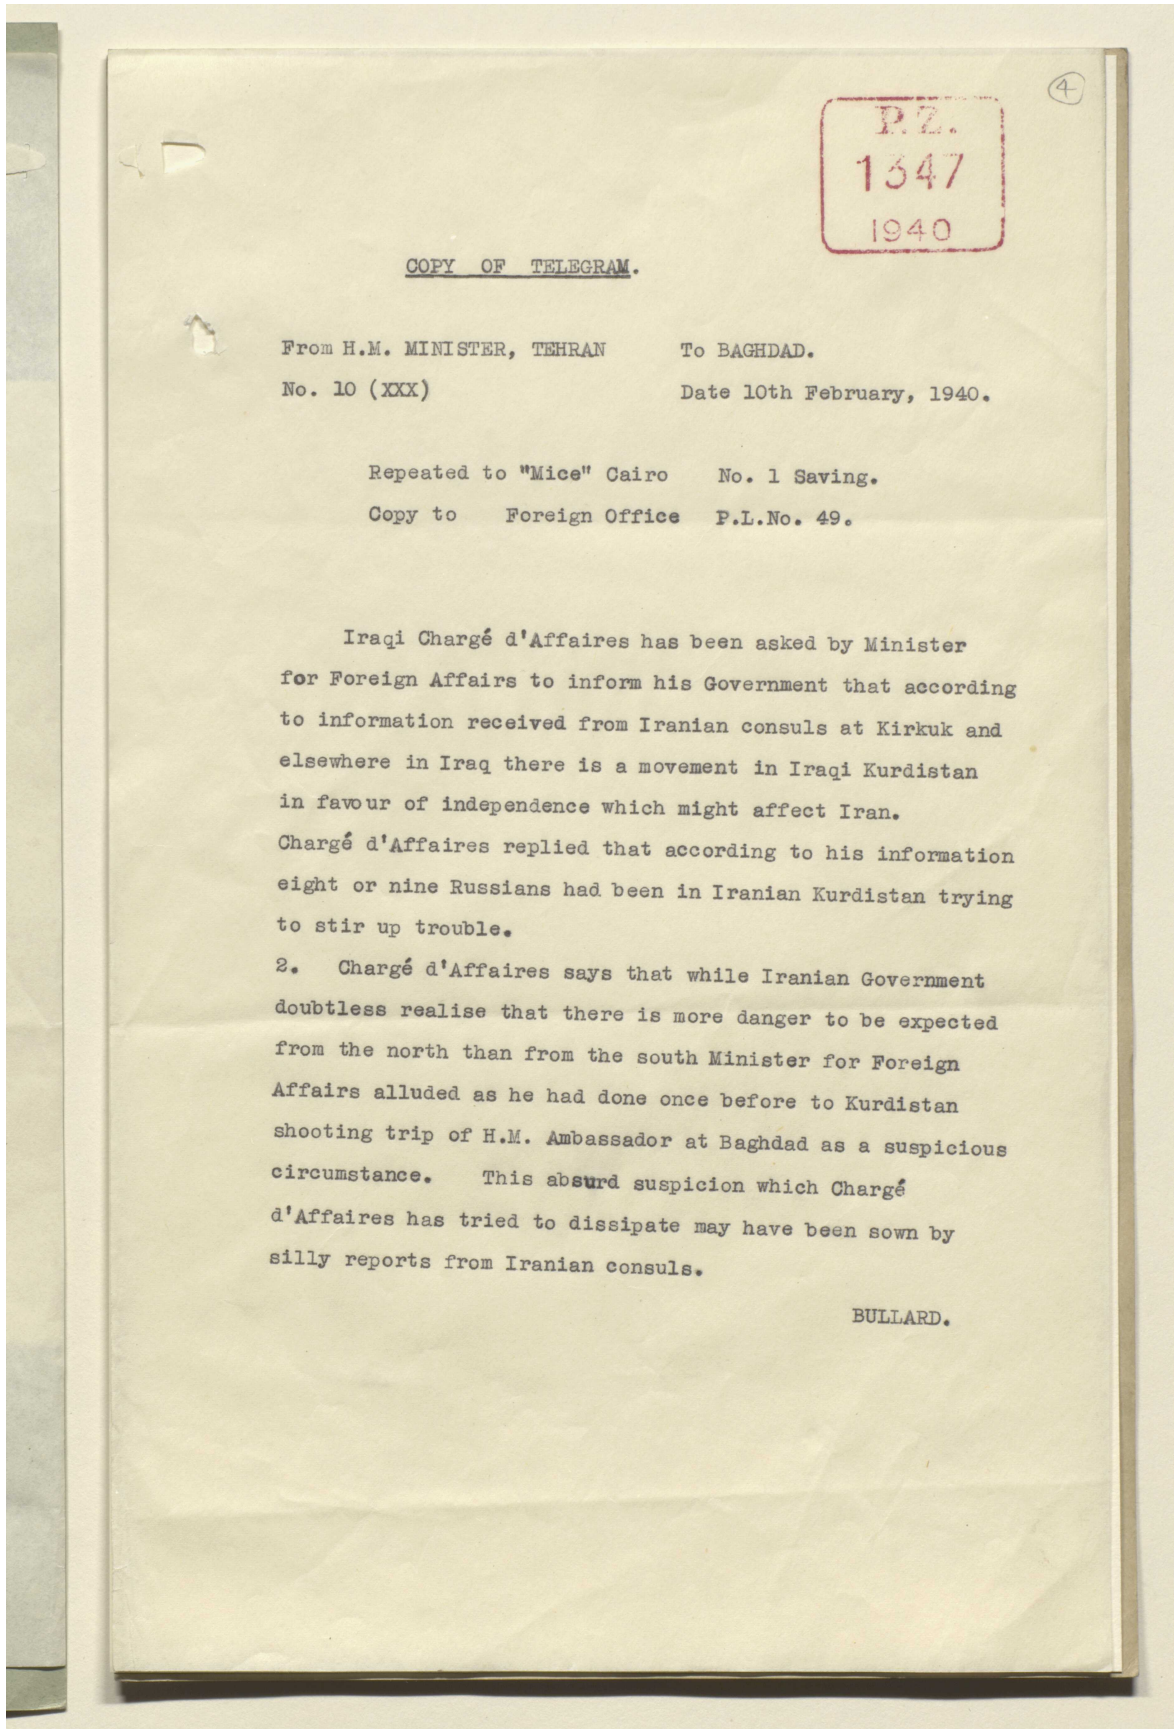 4
P.Z.
1347
1940
COPY OF TELEGRAM.
From H.M. MINISTER, TEHRAN To BAGHDAD.
No. 10 (XXX) Date 10th February, 1940.
Repeated to "Mice" Cairo No. 1 Saving.
Copy to Foreign Office P.L.No. 49.
Iraqi Chargé d'Affaires has been asked by Minister
for Foreign Affairs to inform his Government that according
to information received from Iranian consuls at Kirkuk and
elsewhere in Iraq there is a movement in Iraqi Kurdistan
in favour of independence which might affect Iran.
Chargé d'Affaires replied that according to his information
eight or nine Russians had been in Iranian Kurdistan trying
to stir up trouble.
2. Chargé d'Affaires says that while Iranian Government
doubtless realise that there is more danger to be expected
from the north than from the south Minister for Foreign
Affairs alluded as he had done once before to Kurdistan
shooting trip of H.M. Ambassador at Baghdad as a suspicious
circumstance. This absurd suspicion which Chargé
d'Affaires has tried to dissipate may have been sown by
silly reports from Iranian consuls.
BULLARD.